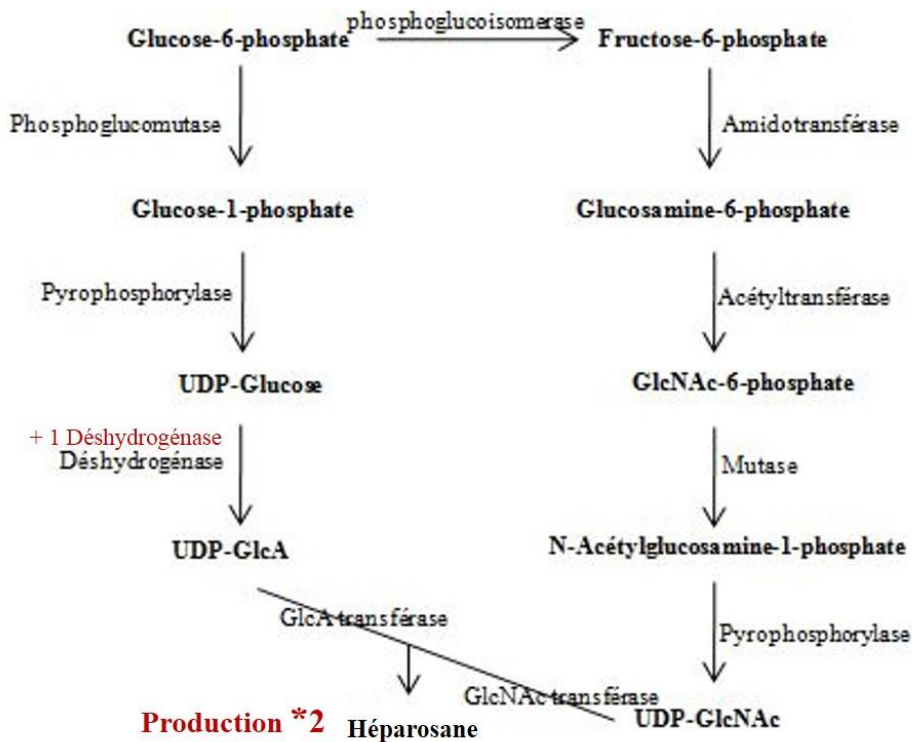 phosphoglucoisomerase
Glucose-6-phosphate Fructose-6-phosphate
Phosphoglucomutase Amidotransférase
Glucose-1-phosphate Glucosamine-6-phosphate
Pyrophosphorylase Acétyltransférase
UDP-Glucose GlcNAc-6-phosphate
+ 1 Déshydrogénase
Déshydrogénase Mutase
UDP-GlcA N-Acétylglucosamine-1-phosphate
GlcA transférase Pyrophosphorylase
GlcNAc transférase
Production *2 Héparosane UDP-GlcNAc